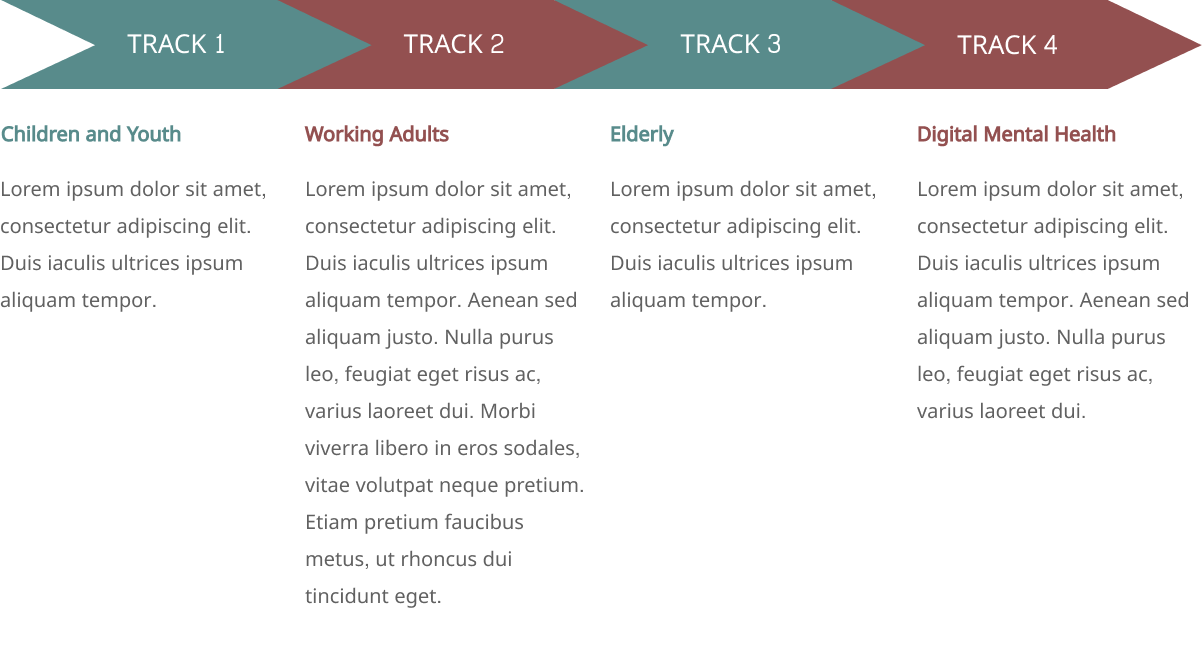 TRACK 1
TRACK 2
TRACK 3
TRACK 4
Children and Youth
Lorem ipsum dolor sit amet,
consectetur adipiscing elit.
Duis iaculis ultrices ipsum
aliquam tempor.
Working Adults
Lorem ipsum dolor sit amet,
consectetur adipiscing elit.
Duis iaculis ultrices ipsum
aliquam tempor. Aenean sed
aliquam justo. Nulla purus
leo, feugiat eget risus ac,
varius laoreet dui. Morbi
viverra libero in eros sodales,
vitae volutpat neque pretium.
Etiam pretium faucibus
metus, ut rhoncus dui
tincidunt eget.
Elderly
Lorem ipsum dolor sit amet,
consectetur adipiscing elit.
Duis iaculis ultrices ipsum
aliquam tempor.
Digital Mental Health
Lorem ipsum dolor sit amet,
consectetur adipiscing elit.
Duis iaculis ultrices ipsum
aliquam tempor. Aenean sed
aliquam justo. Nulla purus
leo, feugiat eget risus ac,
varius laoreet dui.